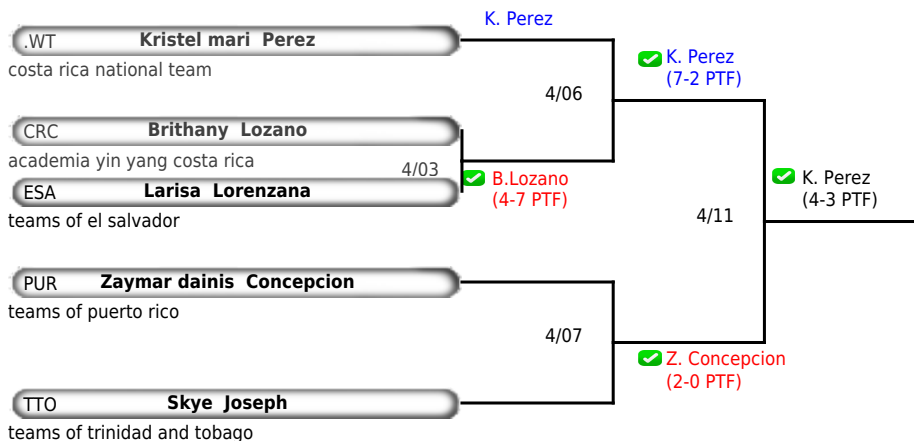 K. Perez
.WT Kristel mari Perez
costa rica national team
K. Perez
(7-2 PTF)
4/06
CRC Brithany Lozano
academia yin yang costa rica
4/03
B.Lozano
(4-7 PTF)
K. Perez
(4-3 PTF)
ESA Larisa Lorenzana
teams of el salvador
4/11
PUR Zaymar dainis Concepcion
teams of puerto rico
4/07
Z. Concepcion
(2-0 PTF)
TTO Skye Joseph
teams of trinidad and tobago